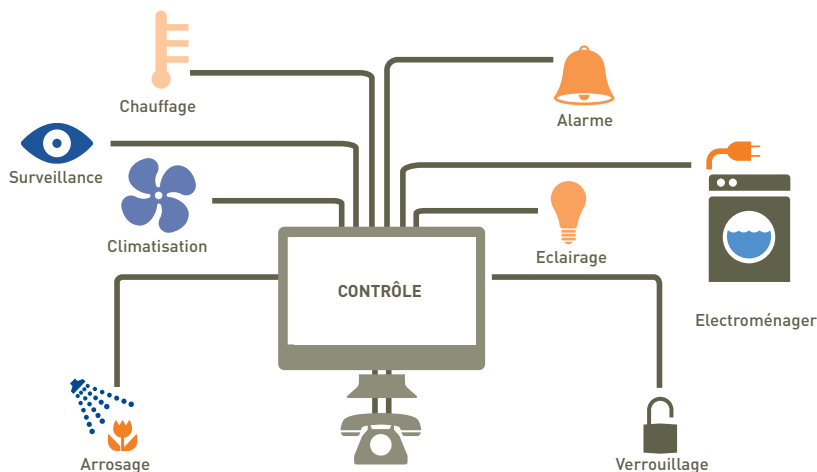 Chauffage
Alarme
Surveillance
Climatisation
Eclairage
CONTRÔLE
Electroménager
Arrosage
Verrouillage